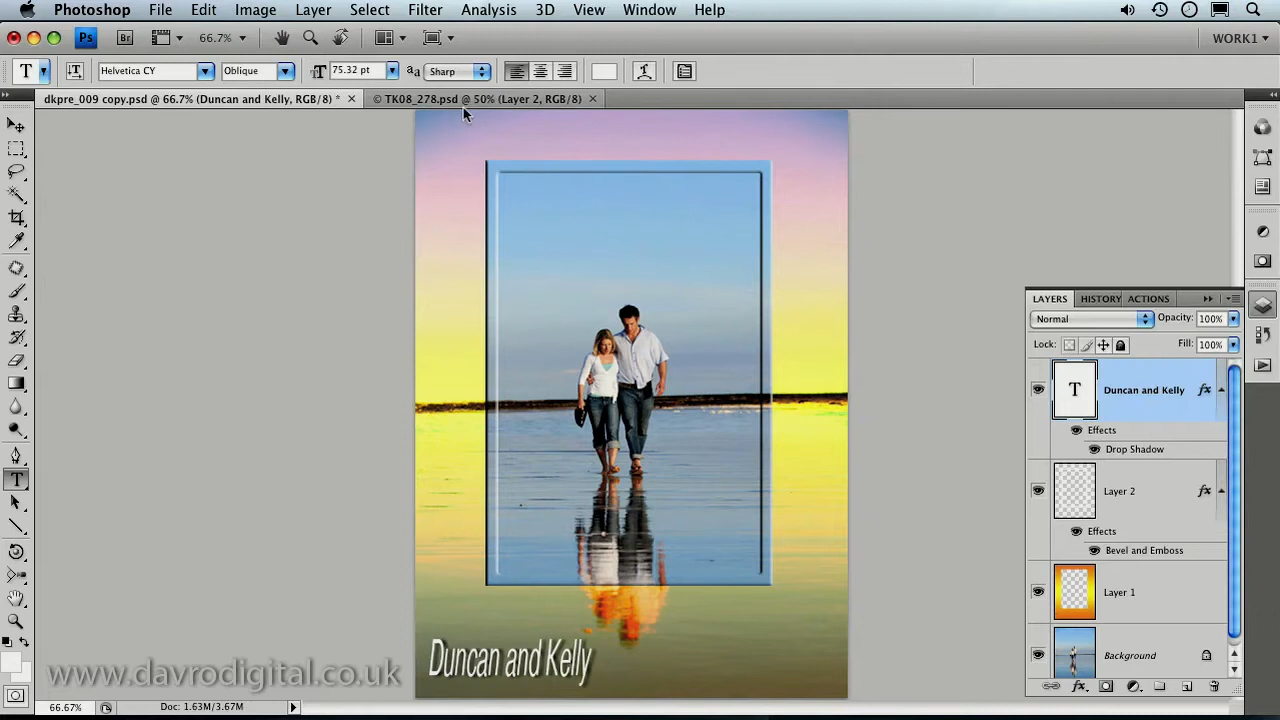 Photoshop File Edit Image Layer Select Filter Analysis 3D View Window Help
Ps Br 66.7% WORK1
T Helvetica CY Oblique 75.32 pt Sharp
dkpre_009 copy.psd @ 66.7% (Duncan and Kelly, RGB/8) * © TK08_278.psd @ 50% (Layer 2, RGB/8)
LAYERS HISTORY ACTIONS
Normal Opacity: 100%
Lock: Fill: 100%
T Duncan and Kelly fx
Effects
Drop Shadow
Layer 2 fx
Effects
Bevel and Emboss
Layer 1
Background
Duncan and Kelly
www.davrodigital.co.uk
66.67% Doc: 1.63M/3.67M